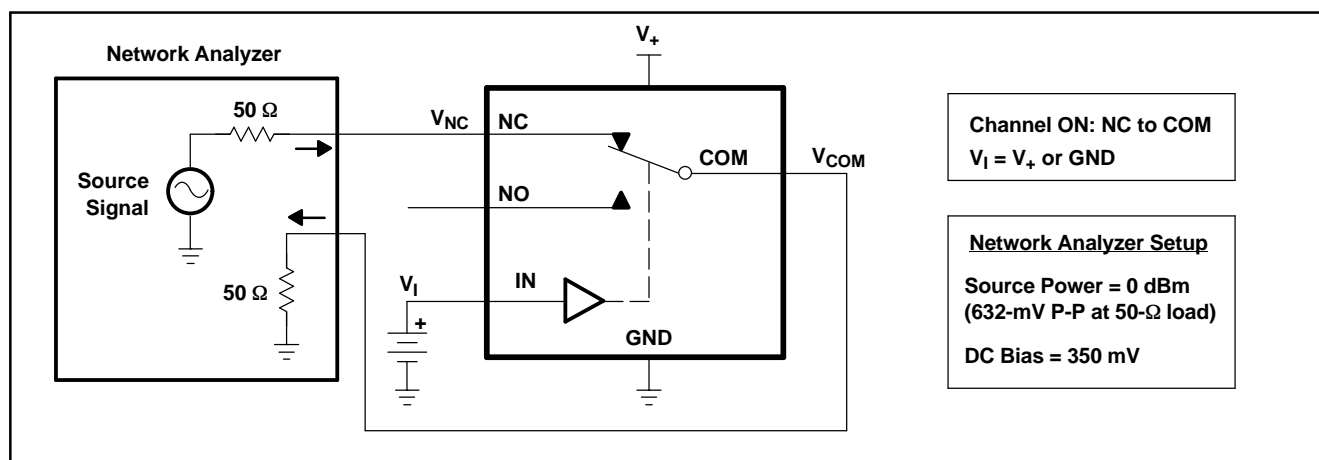 Network Analyzer
50 Ω
Source
Signal
50 Ω
V+
VNC
NC
COM
VCOM
NO
VI
+
IN
GND
Channel ON: NC to COM
VI = V+ or GND
Network Analyzer Setup
Source Power = 0 dBm
(632-mV P-P at 50-Ω load)
DC Bias = 350 mV